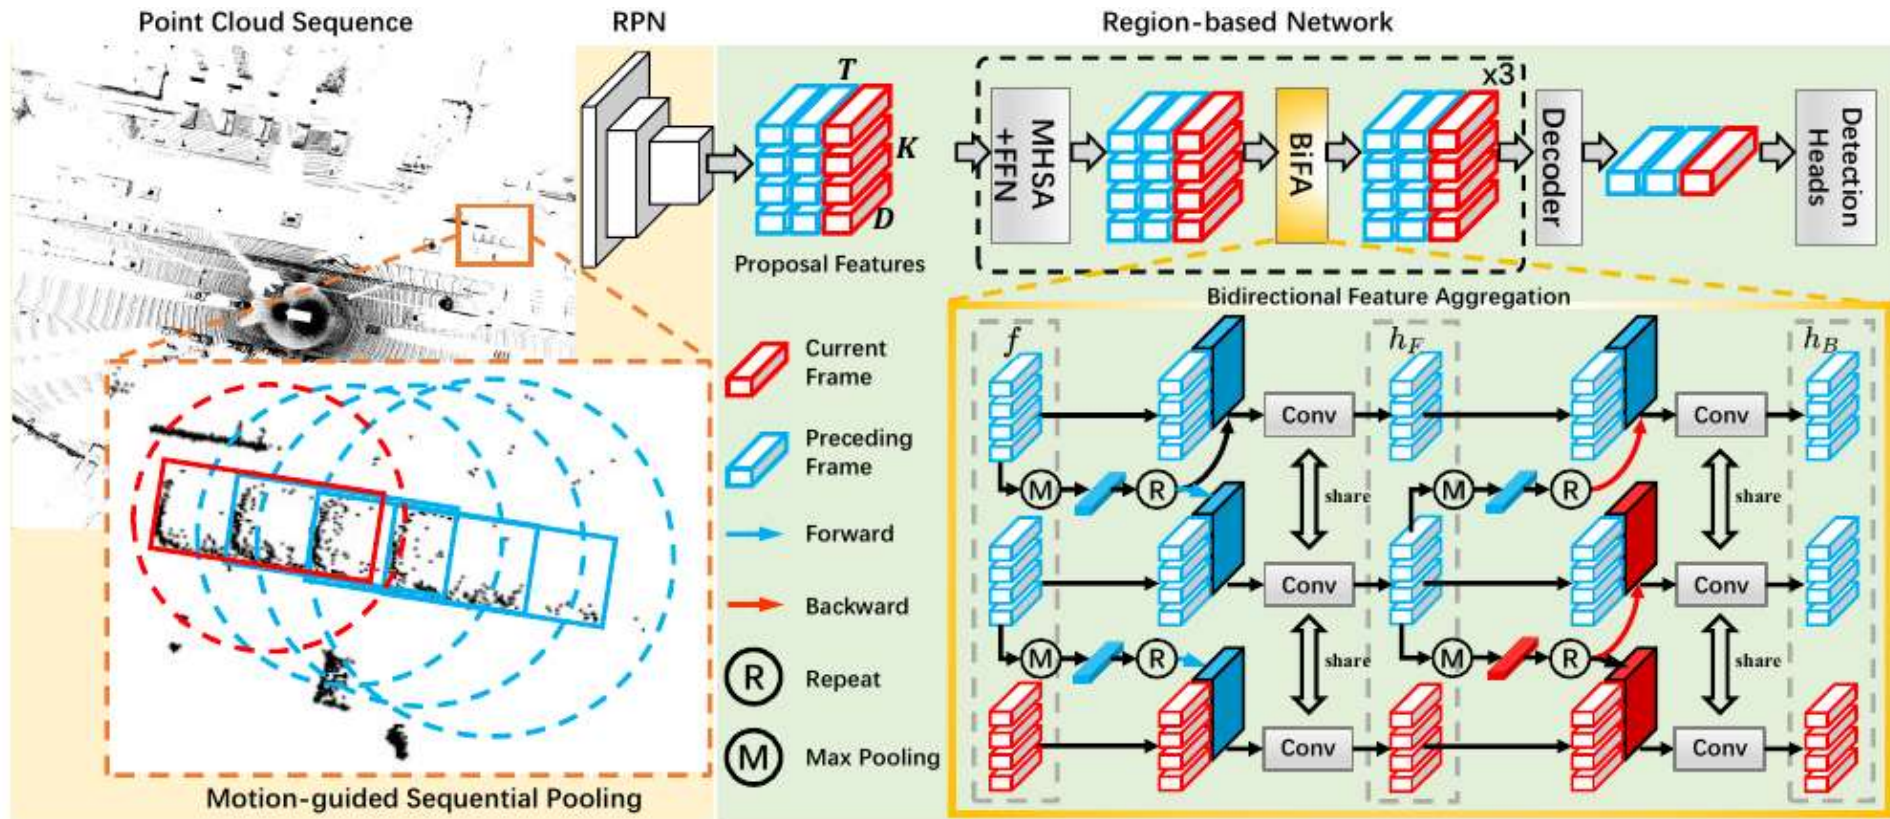 Point Cloud Sequence
RPN
Region-based Network
T
K
D
Proposal Features
MHSA
+FFN
BiFA
x3
Decoder
Detection
Heads
Bidirectional Feature Aggregation
Current
Frame
Preceding
Frame
Forward
Backward
R
Repeat
M
Max Pooling
f
h_F
h_B
Conv
Conv
M
R
M
R
share
share
Conv
Conv
M
R
M
R
share
share
Conv
Conv
Motion-guided Sequential Pooling